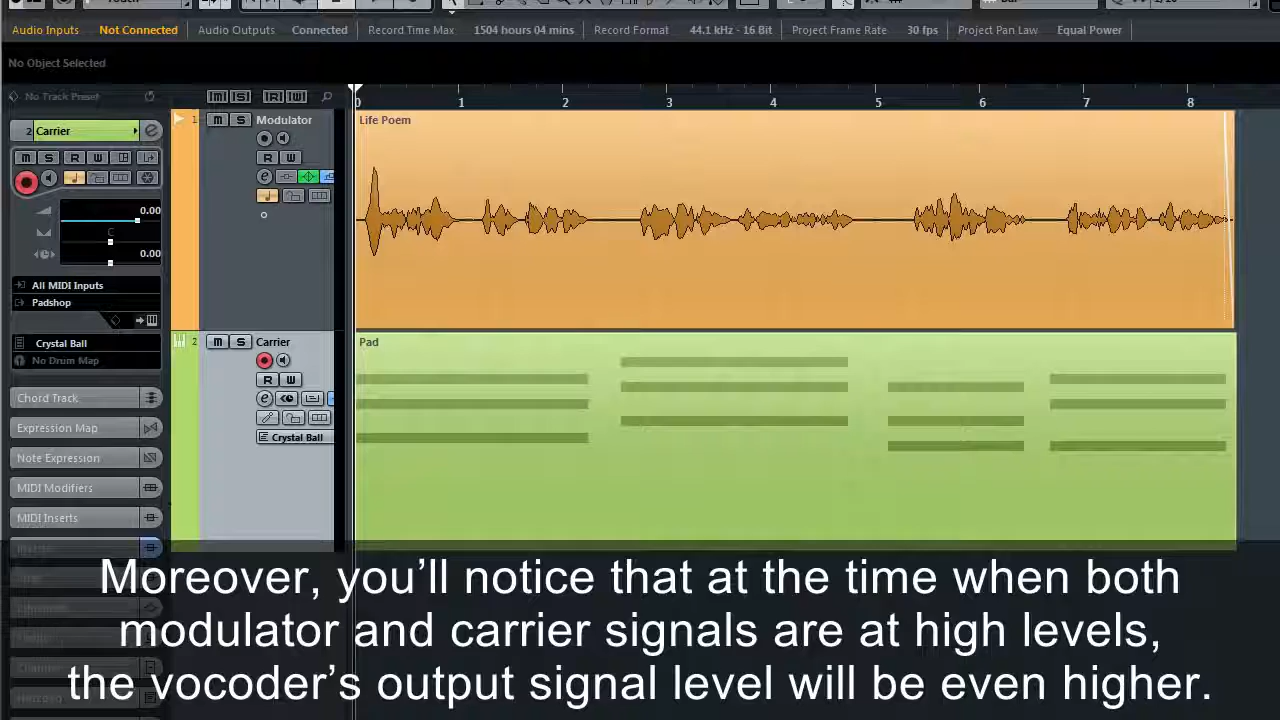 Audio Inputs Not Connected Audio Outputs Connected Record Time Max 1504 hours 04 mins Record Format 44.1 kHz - 16 Bit Project Frame Rate 30 fps Project Pan Law Equal Power
No Object Selected
No Track Preset M S R W
0 1 2 3 4 5 6 7 8
1 M S Modulator
Life Poem
2 Carrier e
M S R W
R W
e
0.00
C
0.00
All MIDI Inputs
Padshop
2 M S Carrier
Pad
Crystal Ball
No Drum Map
R W
e
Chord Track
Expression Map
Crystal Ball
Note Expression
MIDI Modifiers
MIDI Inserts
Moreover, you’ll notice that at the time when both
modulator and carrier signals are at high levels,
the vocoder’s output signal level will be even higher.